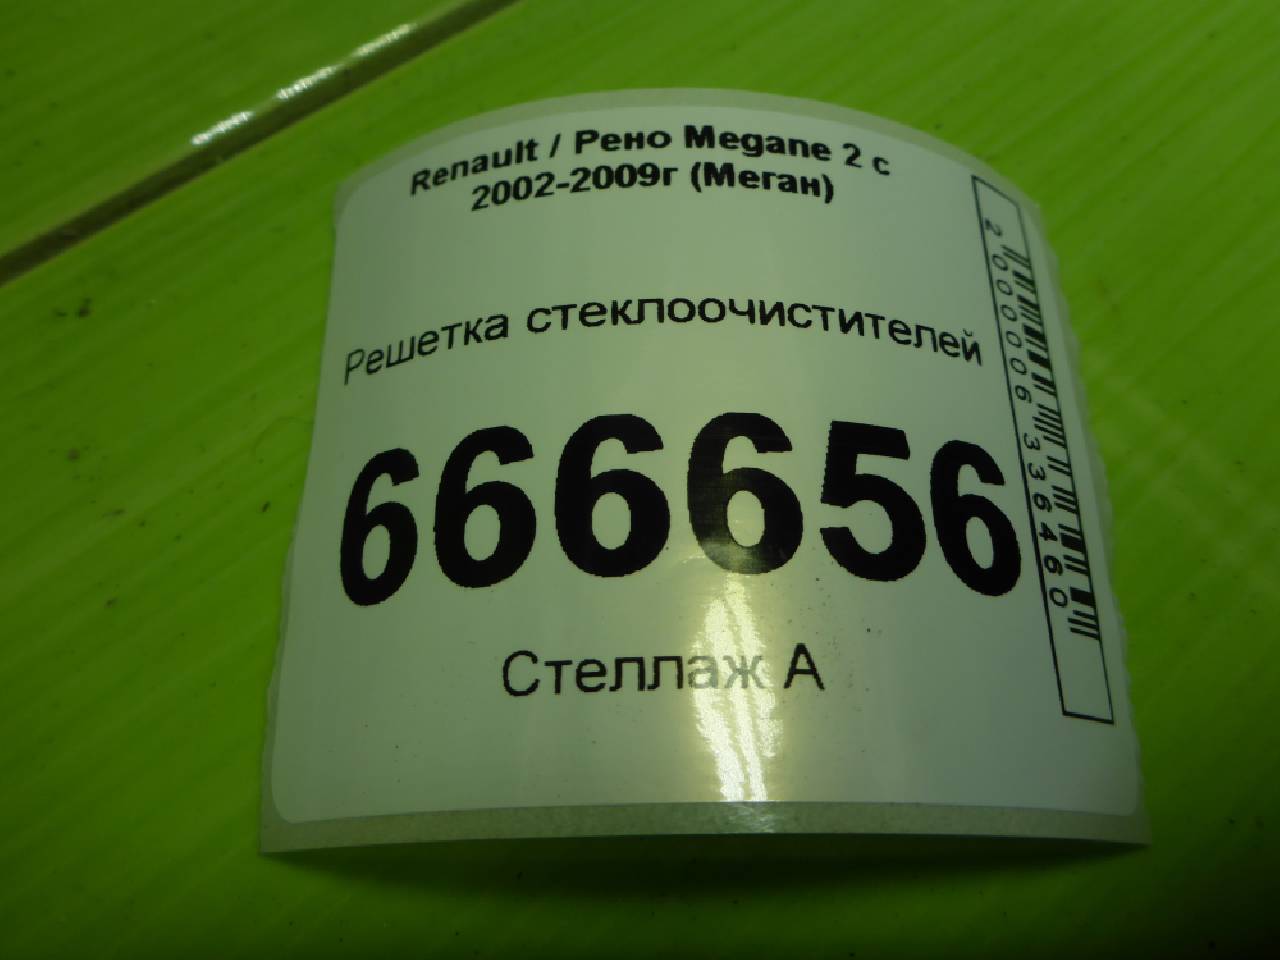 Renault / Рено Megane 2 с
2002-2009г (Меган)
Решетка стеклоочистителей
666656
Стеллаж А
2000006336460